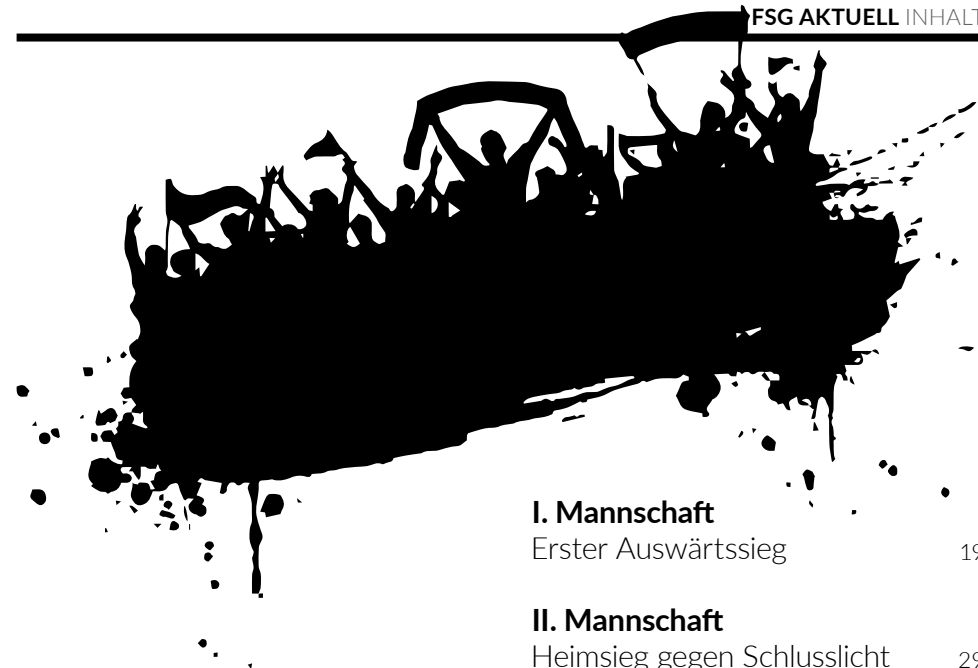 FSG AKTUELL INHALT
I. Mannschaft
Erster Auswärtssieg 19
II. Mannschaft
Heimsieg gegen Schlusslicht 29